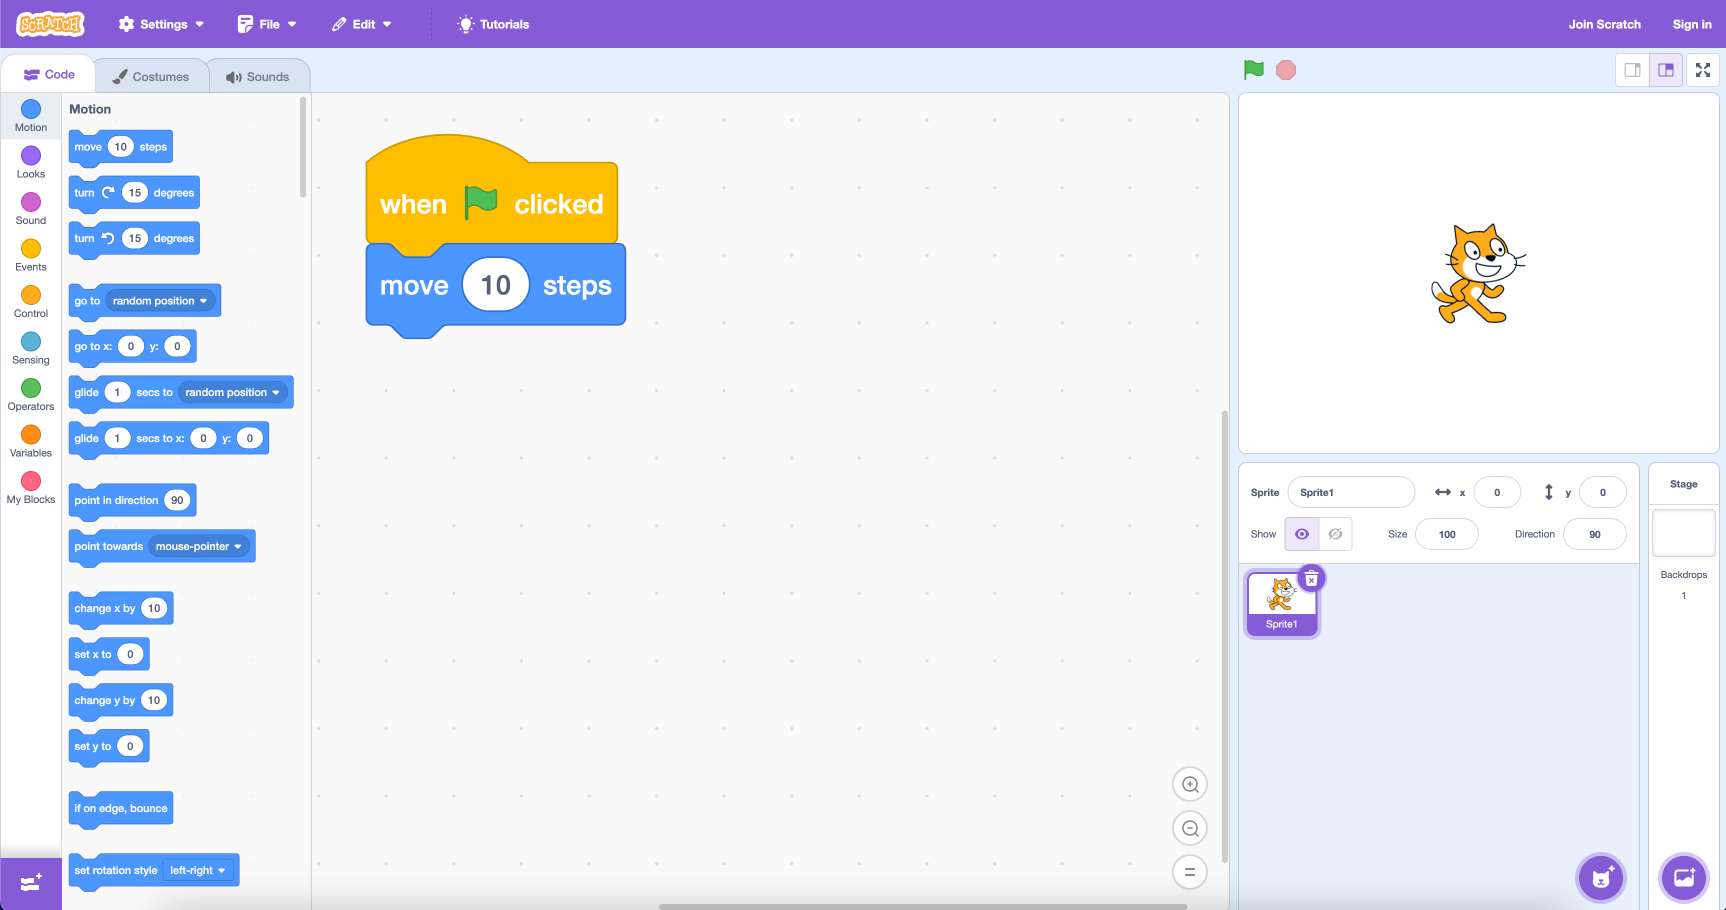 SCRATCH Settings File Edit Tutorials Join Scratch Sign in
Code Costumes Sounds
Motion
Looks
Sound
Events
Control
Sensing
Operators
Variables
My Blocks
Motion
move 10 steps
turn 15 degrees
turn 15 degrees
go to random position
go to x: 0 y: 0
glide 1 secs to random position
glide 1 secs to x: 0 y: 0
point in direction 90
point towards mouse-pointer
change x by 10
set x to 0
change y by 10
set y to 0
if on edge, bounce
set rotation style left-right
when clicked
move 10 steps
Sprite Sprite1 x 0 y 0
Show Size 100 Direction 90
Sprite1
Stage
Backdrops
1